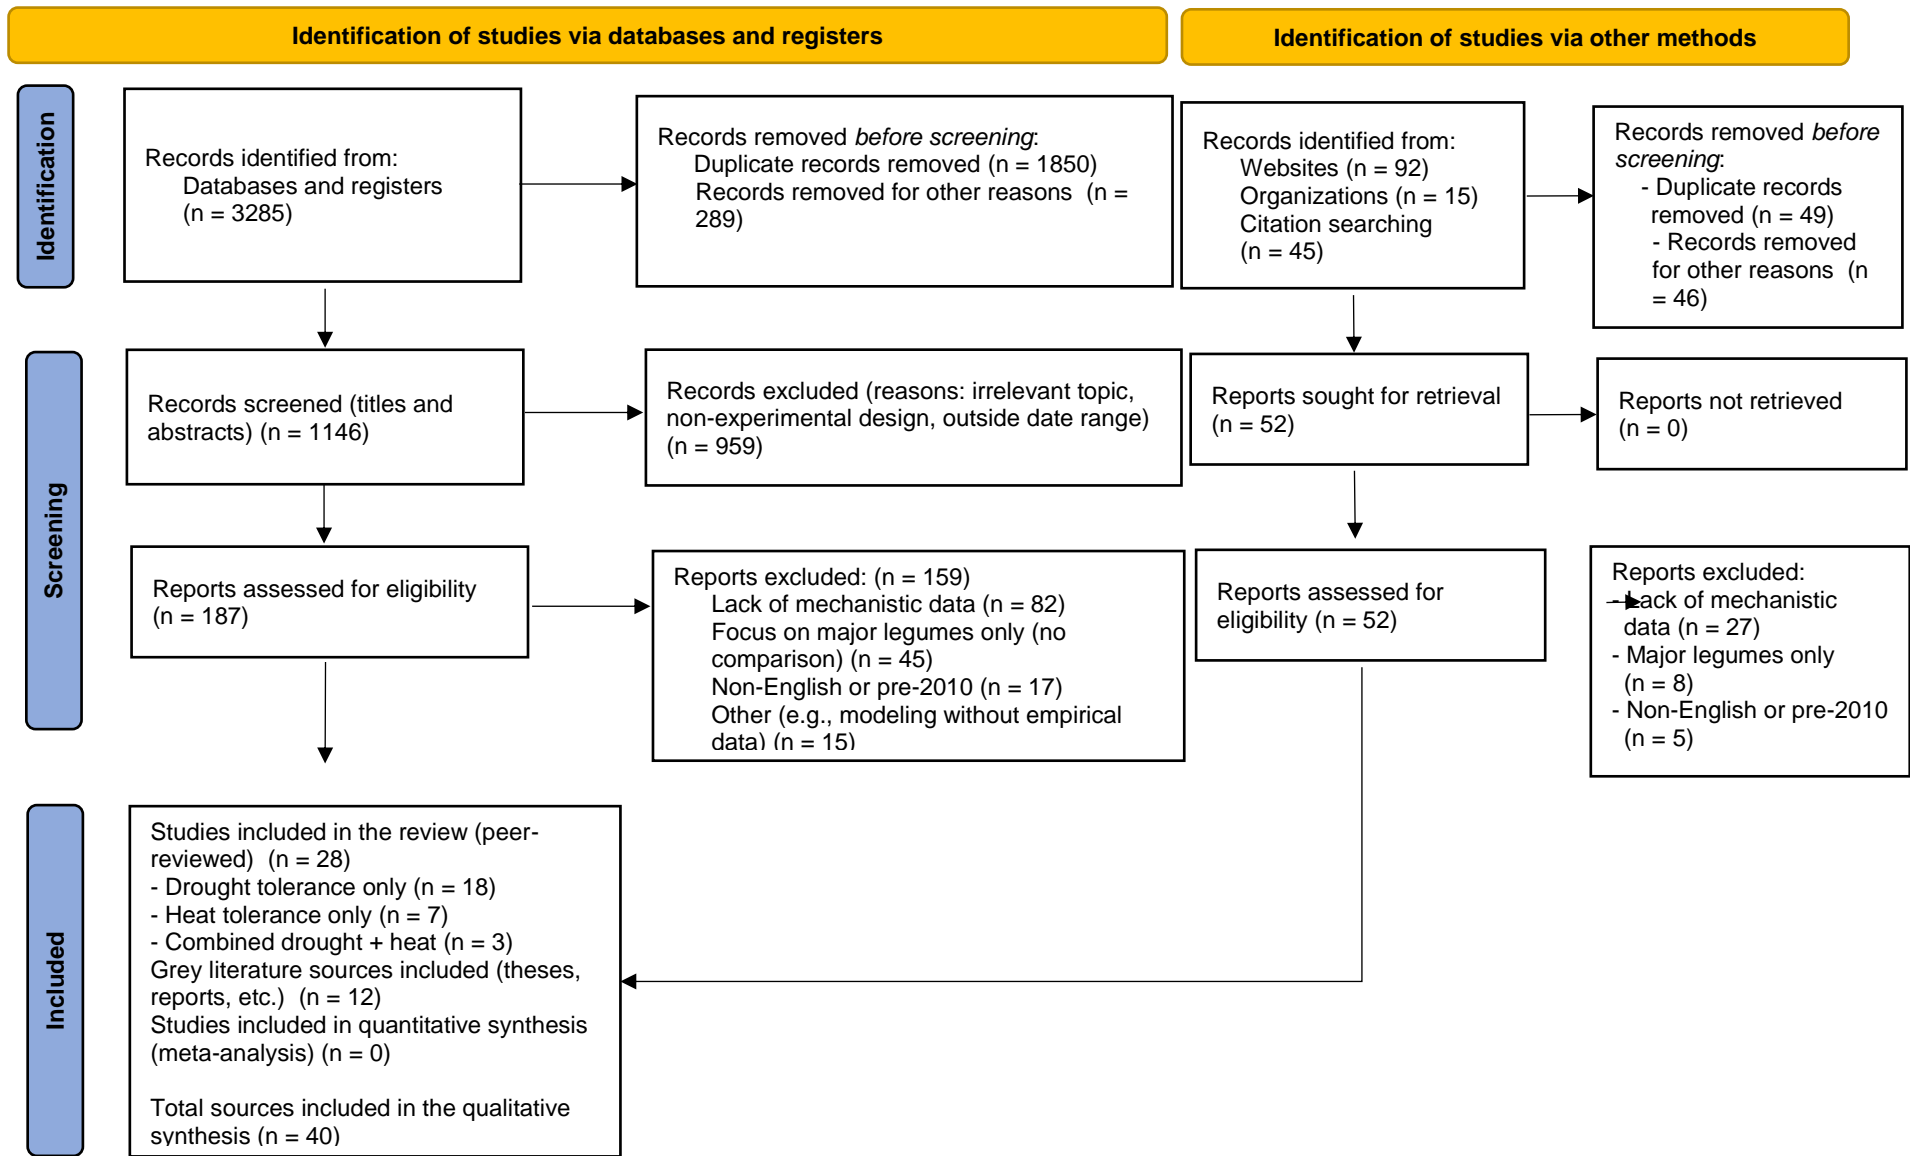 Identification of studies via databases and registers
Identification of studies via other methods
Identification
Records identified from:
Databases and registers
(n = 3285)
Records removed before screening:
Duplicate records removed (n = 1850)
Records removed for other reasons (n =
289)
Records identified from:
Websites (n = 92)
Organizations (n = 15)
Citation searching
(n = 45)
Records removed before
screening:
- Duplicate records
removed (n = 49)
- Records removed
for other reasons (n
= 46)
Screening
Records screened (titles and
abstracts) (n = 1146)
Records excluded (reasons: irrelevant topic,
non-experimental design, outside date range)
(n = 959)
Reports sought for retrieval
(n = 52)
Reports not retrieved
(n = 0)
Reports assessed for eligibility
(n = 187)
Reports excluded: (n = 159)
Lack of mechanistic data (n = 82)
Focus on major legumes only (no
comparison) (n = 45)
Non-English or pre-2010 (n = 17)
Other (e.g., modeling without empirical
data) (n = 15)
Reports assessed for
eligibility (n = 52)
Reports excluded:
- Lack of mechanistic
data (n = 27)
- Major legumes only
(n = 8)
- Non-English or pre-2010
(n = 5)
Included
Studies included in the review (peer-
reviewed) (n = 28)
- Drought tolerance only (n = 18)
- Heat tolerance only (n = 7)
- Combined drought + heat (n = 3)
Grey literature sources included (theses,
reports, etc.) (n = 12)
Studies included in quantitative synthesis
(meta-analysis) (n = 0)
Total sources included in the qualitative
synthesis (n = 40)